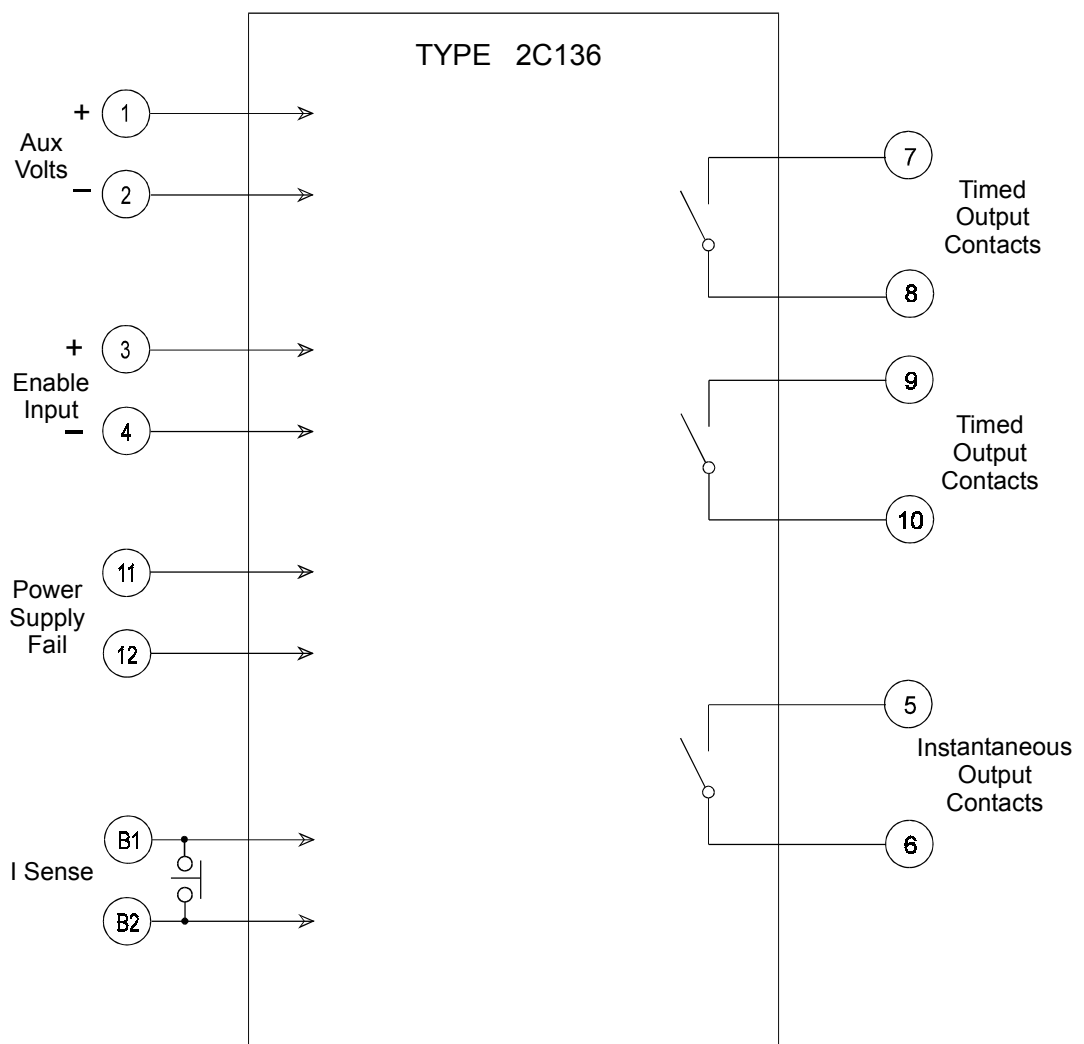 TYPE 2C136
+
1
Aux
Volts
−
2
+
3
Enable
Input
−
4
11
Power
Supply
Fail
12
B1
I Sense
B2
7
Timed
Output
Contacts
8
9
Timed
Output
Contacts
10
5
Instantaneous
Output
Contacts
6